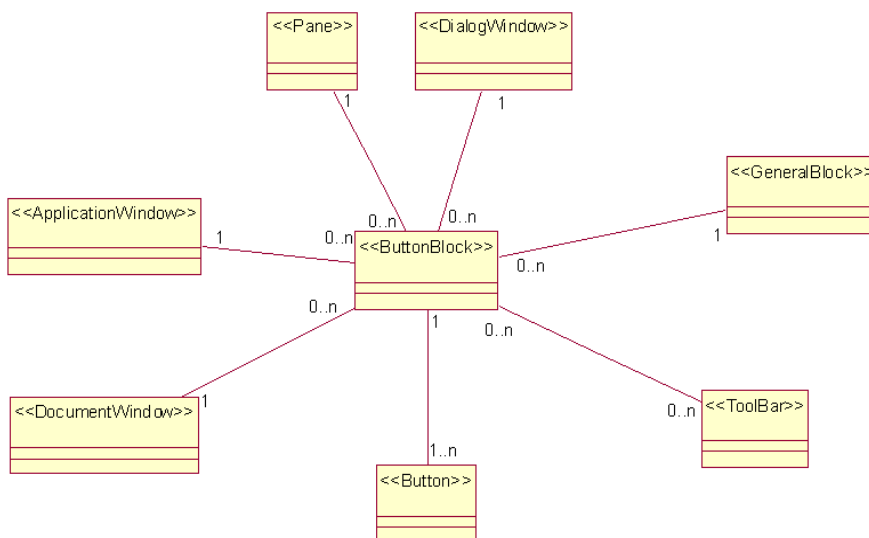 <<Pane>>
<<DialogWindow>>
1
1
<<GeneralBlock>>
<<ApplicationWindow>>
1
0..n
0..n
0..n
<<ButtonBlock>>
1
0..n
0..n
1
0..n
<<DocumentWindow>>
1
<<ToolBar>>
0..n
1..n
<<Button>>